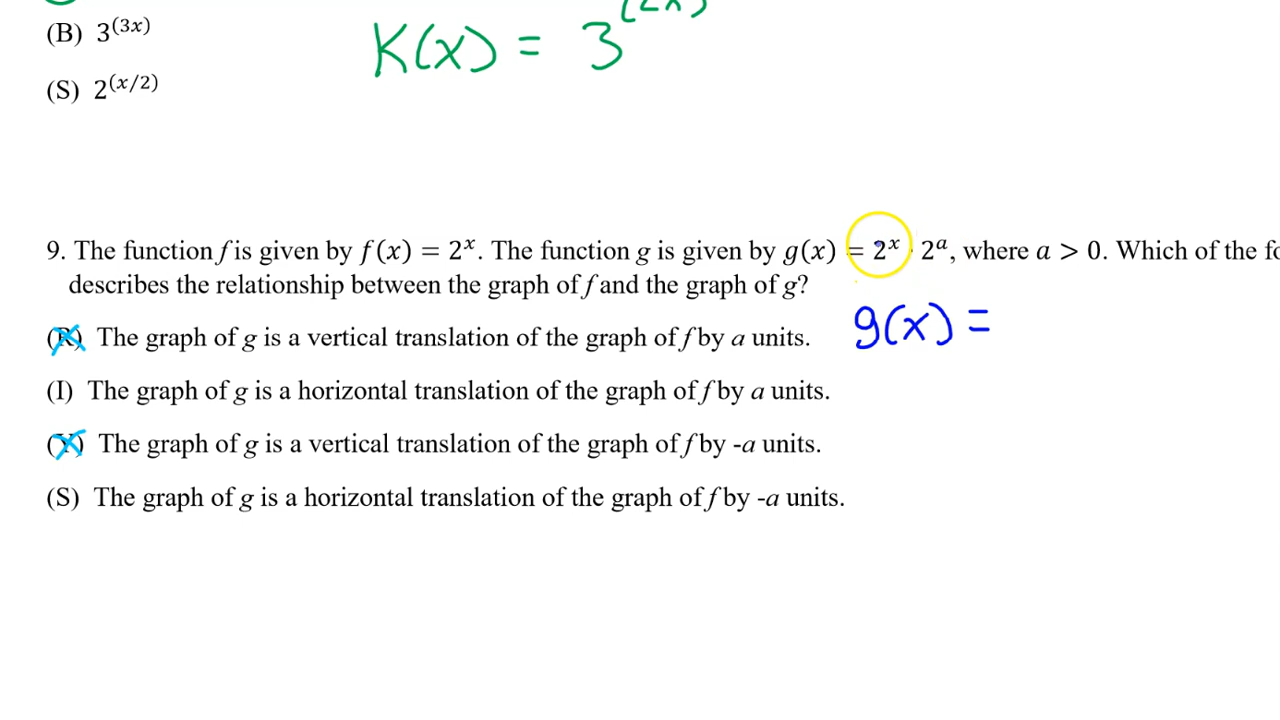 (B) 3^(3x)
K(x) = 3^(2x)
(S) 2^(x/2)
9. The function f is given by f(x) = 2^x. The function g is given by g(x) = 2^x · 2^a, where a > 0. Which of the
describes the relationship between the graph of f and the graph of g?
The graph of g is a vertical translation of the graph of f by a units.
g(x) =
(I) The graph of g is a horizontal translation of the graph of f by a units.
The graph of g is a vertical translation of the graph of f by -a units.
(S) The graph of g is a horizontal translation of the graph of f by -a units.